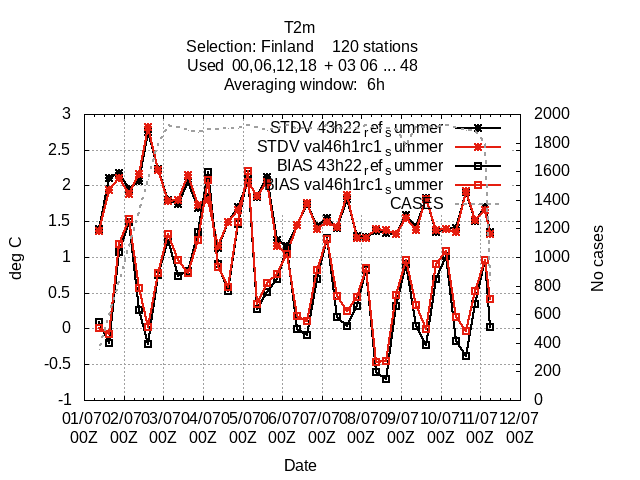 T2m
Selection: Finland 120 stations
Used 00,06,12,18 + 03 06 ... 48
Averaging window: 6h
3
2.5
2
1.5
1
0.5
0
-0.5
-1
deg C
STDV 43h22refsummer
STDV val46h1rc1summer
BIAS 43h22refsummer
BIAS val46h1rc1summer
CASES
2000
1800
1600
1400
1200
1000
800
600
400
200
0
No cases
01/07 02/07 03/07 04/07 05/07 06/07 07/07 08/07 09/07 10/07 11/07 12/07
00Z 00Z 00Z 00Z 00Z 00Z 00Z 00Z 00Z 00Z 00Z 00Z
Date